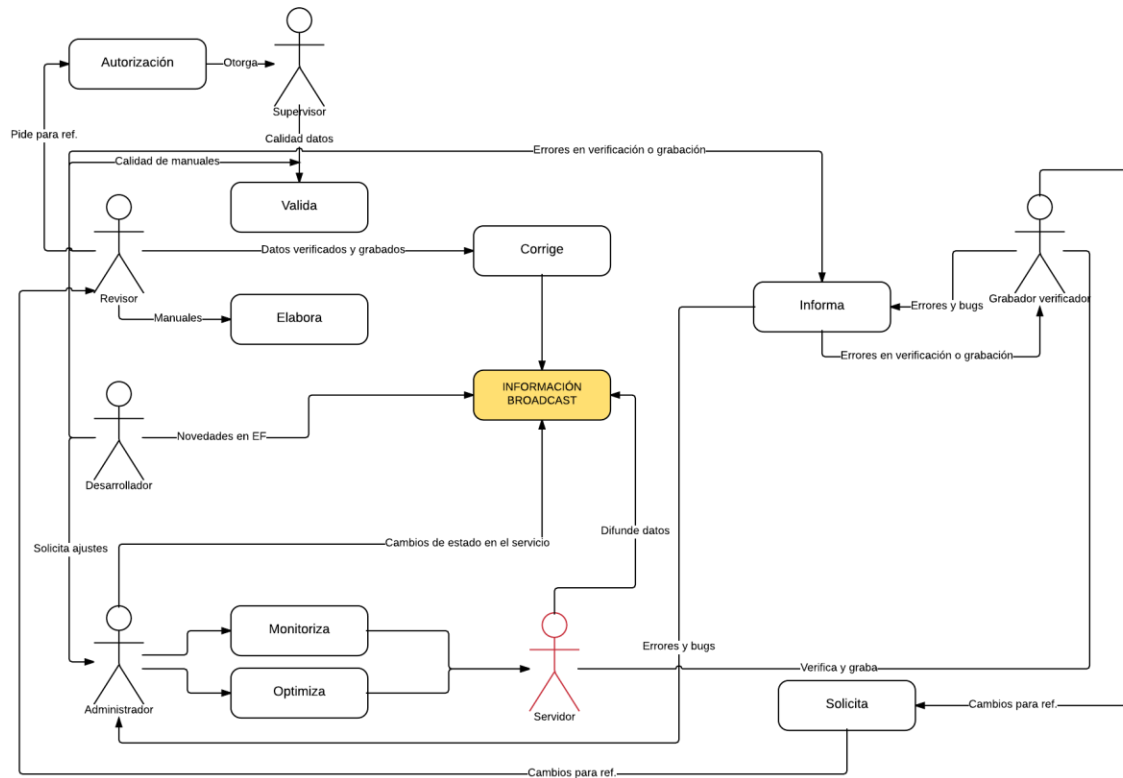 Autorización
Otorga
Supervisor
Pide para ref.
Calidad datos
Calidad de manuales
Errores en verificación o grabación
Valida
Datos verificados y grabados
Corrige
Revisor
Grabador verificador
Manuales
Elabora
Informa
Errores y bugs
Errores en verificación o grabación
INFORMACIÓN
BROADCAST
Novedades en EF
Desarrollador
Difunde datos
Cambios de estado en el servicio
Solicita ajustes
Monitoriza
Errores y bugs
Verifica y graba
Optimiza
Administrador
Servidor
Solicita
Cambios para ref.
Cambios para ref.